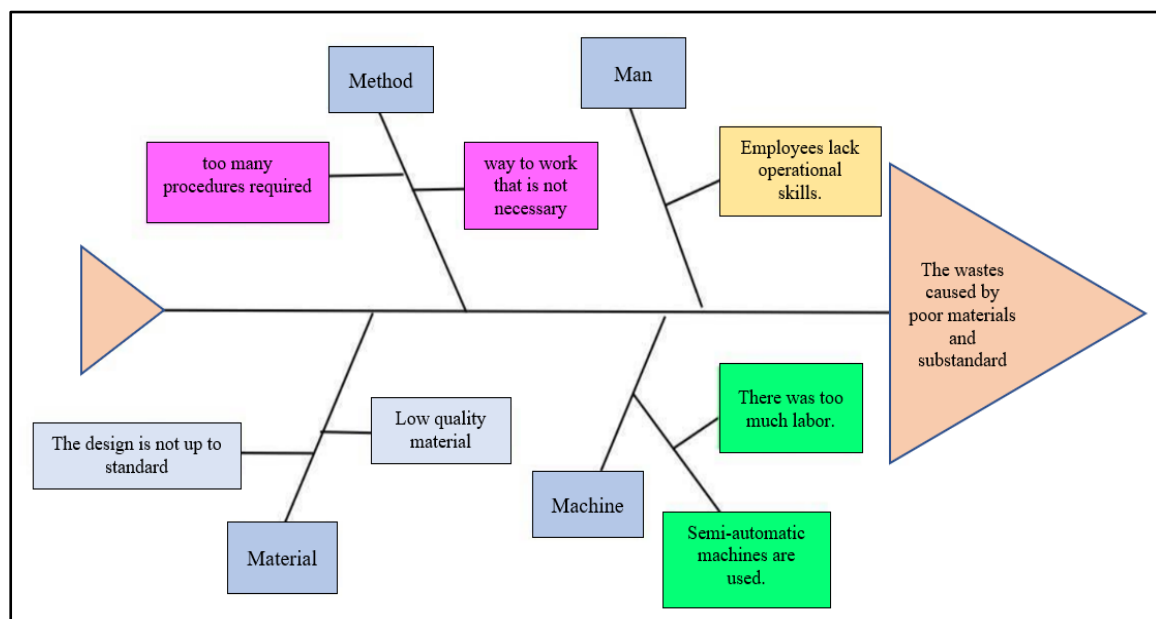 Method
Man
too many
procedures required
way to work
that is not
necessary
Employees lack
operational
skills.
The wastes
caused by
poor materials
and
substandard
The design is not up to
standard
Low quality
material
There was too
much labor.
Material
Machine
Semi-automatic
machines are
used.